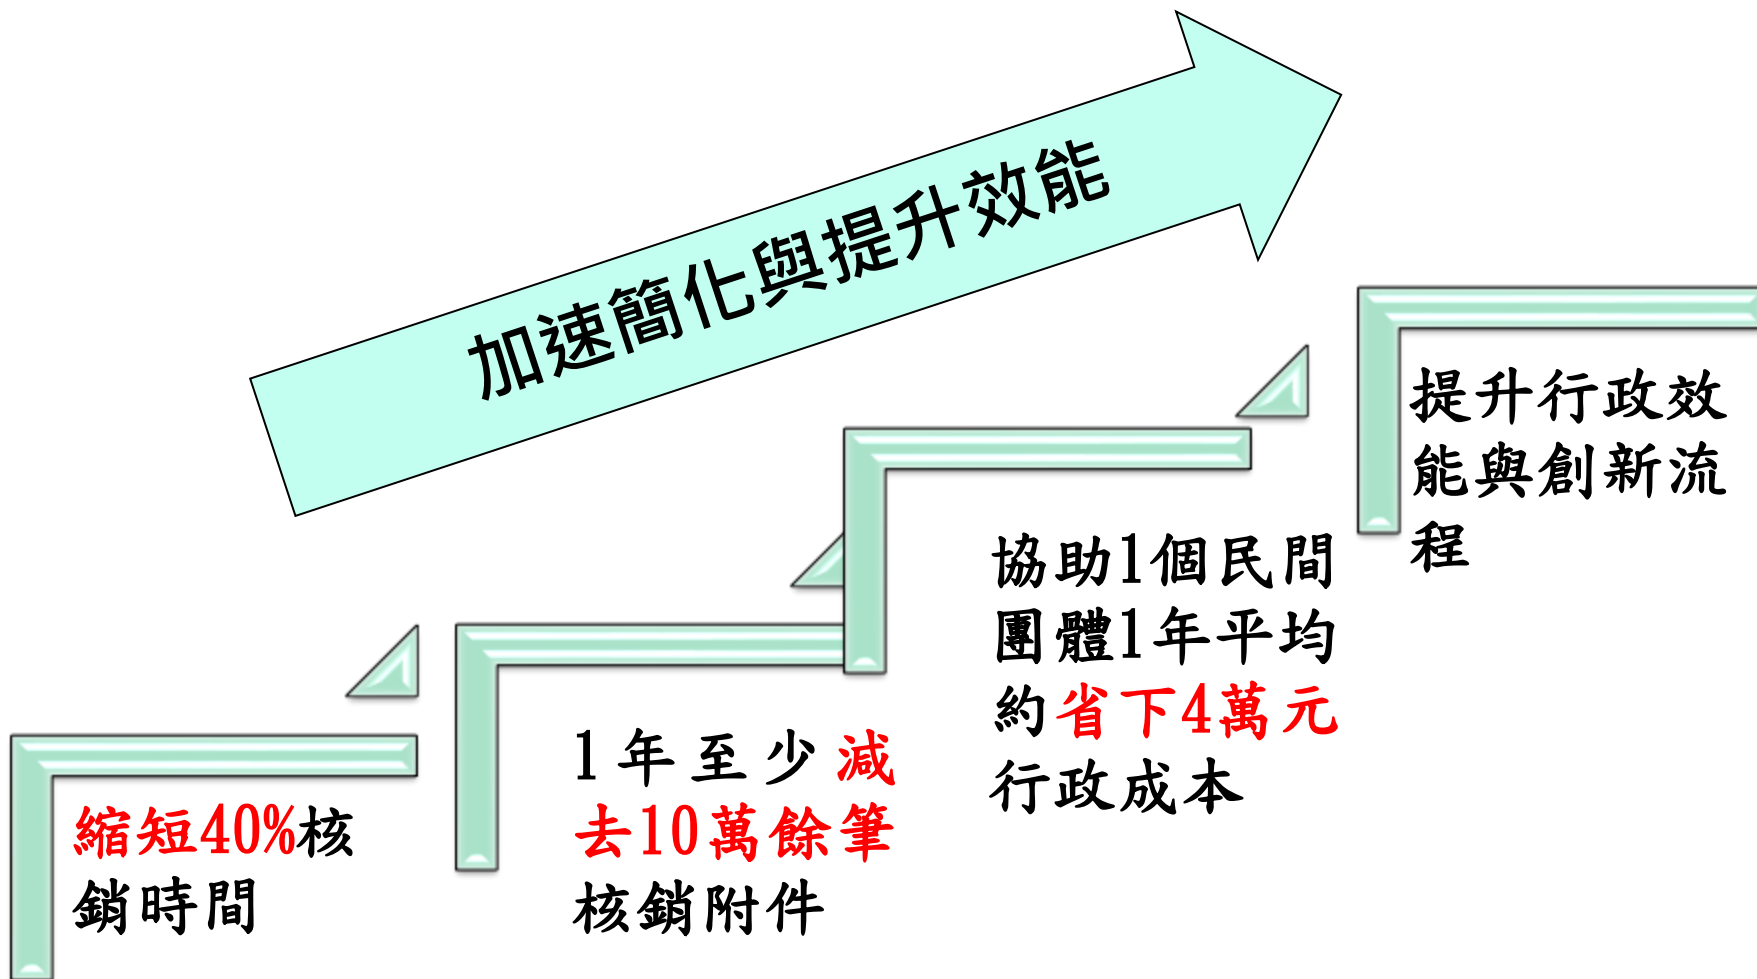 加速簡化與提升效能
縮短40%核
銷時間
1年至少減
去10萬餘筆
核銷附件
協助1個民間
團體1年平均
約省下4萬元
行政成本
提升行政效
能與創新流
程